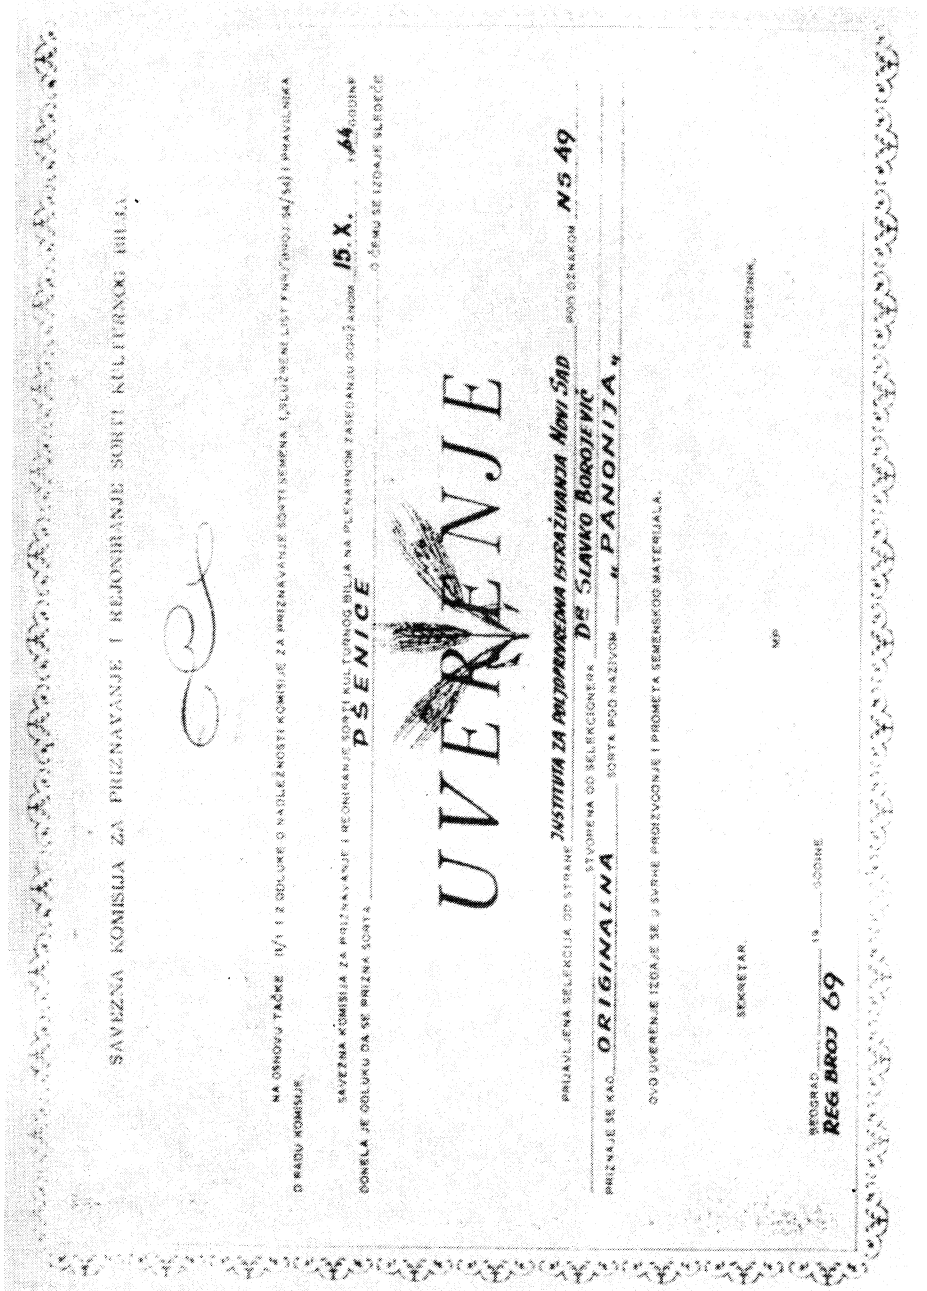 SAVEZNA KOMISIJA ZA PRIZNAVANJE I REJONIRANJE SORTI KULTURNOG BILJA
NA OSNOVU TAČKE II/1 I 2 ODLUKE O NADLEŽNOSTI KOMISIJE ZA PRIZNAVANJE SORTI SEMENA (,,SLUŽBENI LIST FNRJ" BROJ 54/54) I PRAVILNIKA
O RADU KOMISIJE,
SAVEZNA KOMISIJA ZA PRIZNAVANJE I REONIRANJE SORTI KULTURNOG BILJA NA PLENARNOM ZASEDANJU ODRŽANOM 15. X. 1964 GODINE
DONELA JE ODLUKU DA SE PRIZNA SORTA PŠENICE O ČEMU SE IZDAJE SLEDEĆE
UVERENJE
PRIJAVLJENA SELEKCIJA OD STRANE INSTITUTA ZA POLJOPRIVREDNA ISTRAŽIVANJA NOVI SAD POD OZNAKOM NS 49
STVORENA OD SELEKCIONERA DR SLAVKO BOROJEVIĆ
PRIZNAJE SE KAO ORIGINALNA SORTA POD NAZIVOM „PANONIJA„
OVO UVERENJE IZDAJE SE U SVRHE PROIZVODNJE I PROMETA SEMENSKOG MATERIJALA.
SEKRETAR, PREDSEDNIK,
MP
BEOGRAD 19 GODINE
REG BROJ 69